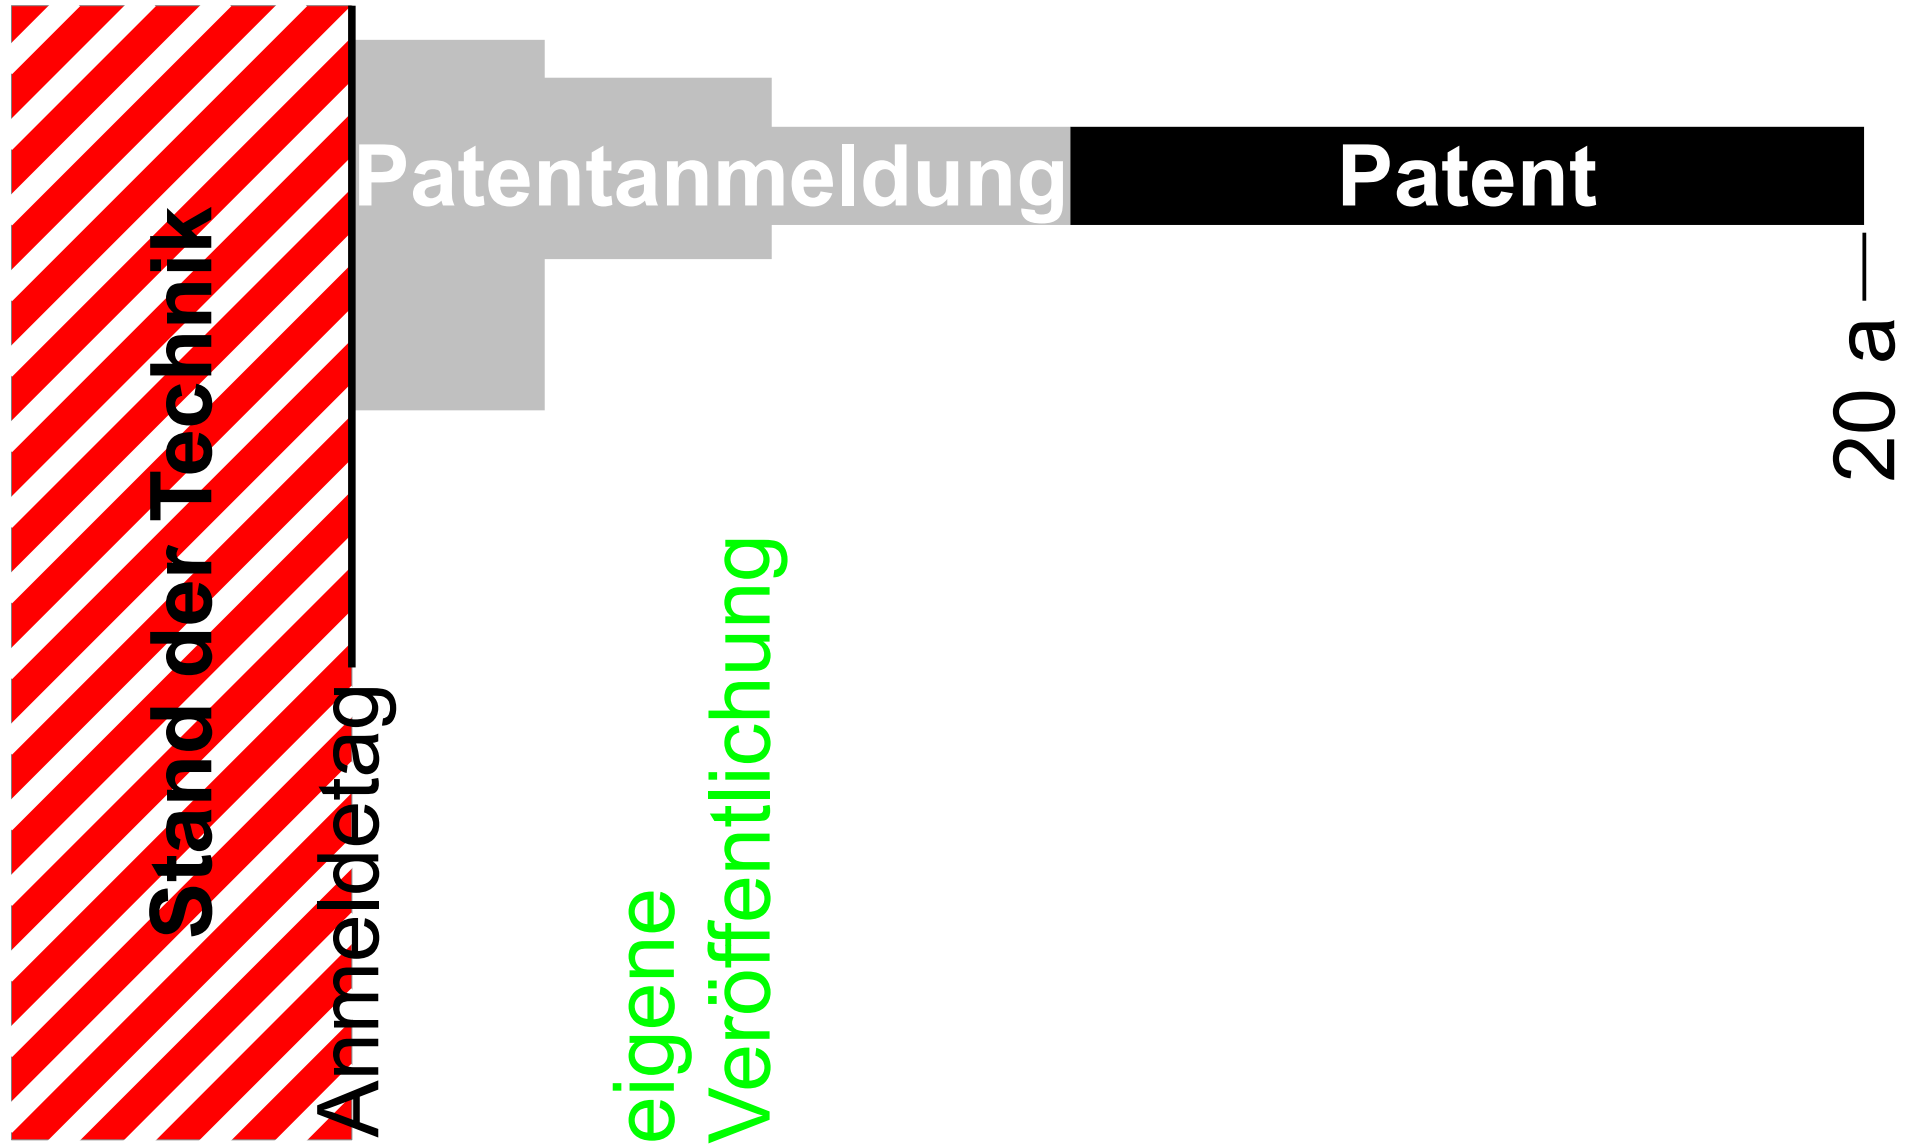 Stand der Technik
Anmeldetag
Patentanmeldung
Patent
eigene
Veröffentlichung
20 a